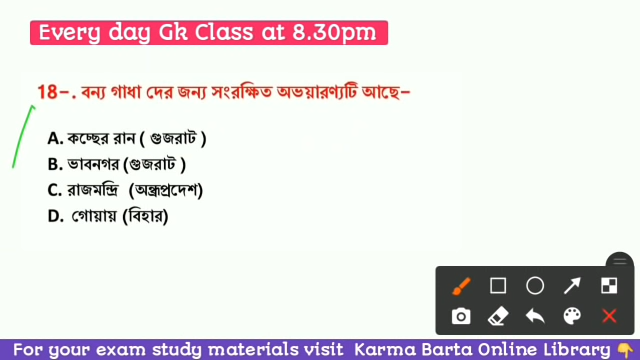 Every day Gk Class at 8.30pm
18-. বন্য গাধা দের জন্য সংরক্ষিত অভয়ারণ্যটি আছে-
A. কচ্ছের রান ( গুজরাট )
B. ভাবনগর (গুজরাট )
C. রাজমন্দ্রি (অন্ধ্রপ্রদেশ)
D. গোয়ায় (বিহার)
For your exam study materials visit Karma Barta Online Library 👇